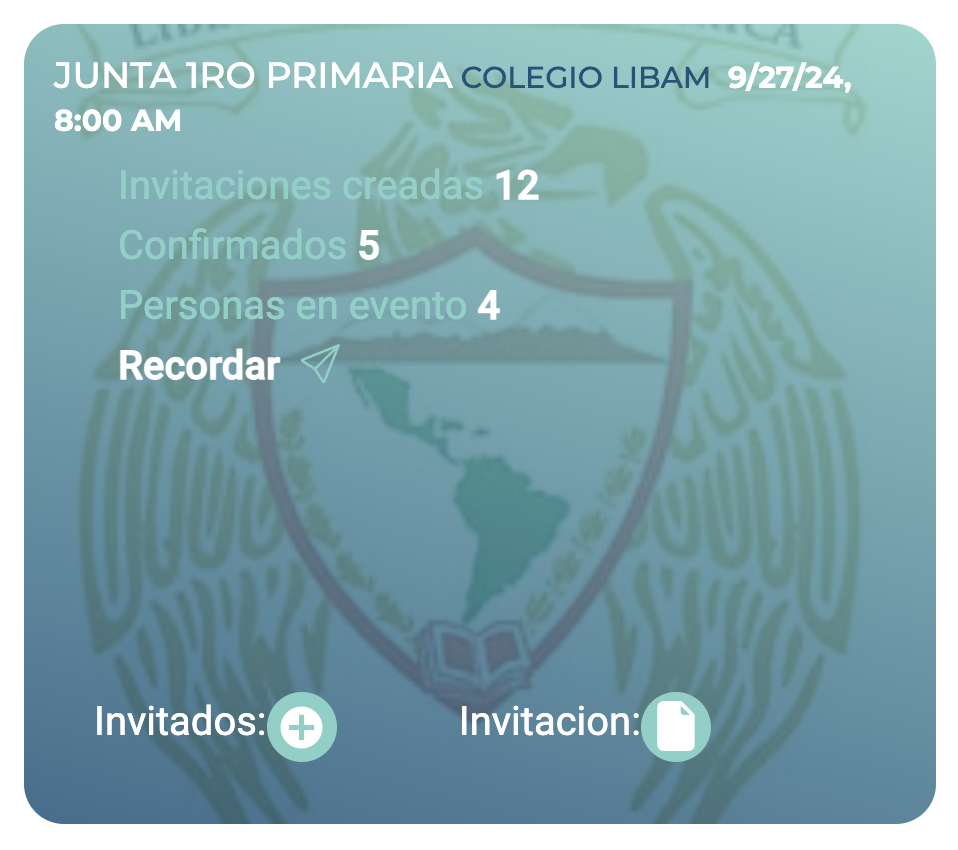 JUNTA 1RO PRIMARIA COLEGIO LIBAM 9/27/24,
8:00 AM
Invitaciones creadas 12
Confirmados 5
Personas en evento 4
Recordar
Invitados:
Invitacion: